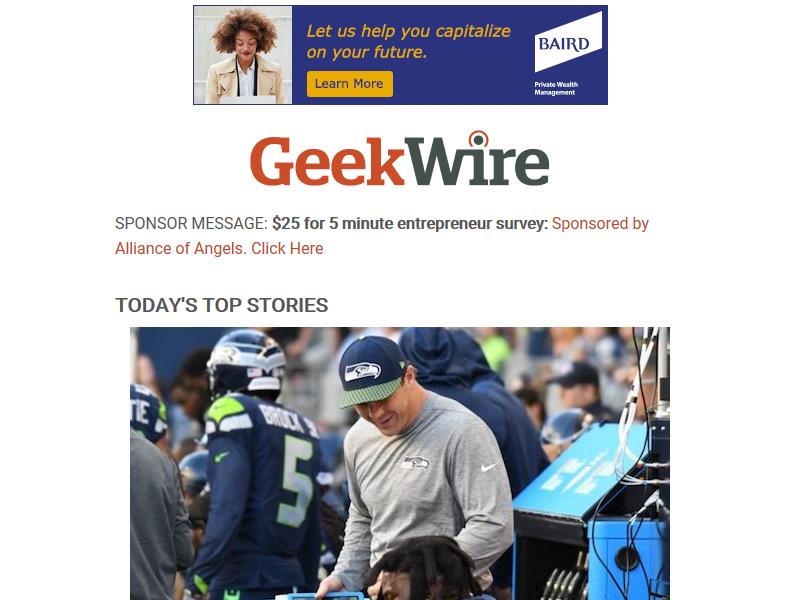 Let us help you capitalize
on your future.
Learn More
BAIRD
Private Wealth
Management
GeekWire
SPONSOR MESSAGE: $25 for 5 minute entrepreneur survey: Sponsored by
Alliance of Angels. Click Here
TODAY'S TOP STORIES
TIE
5